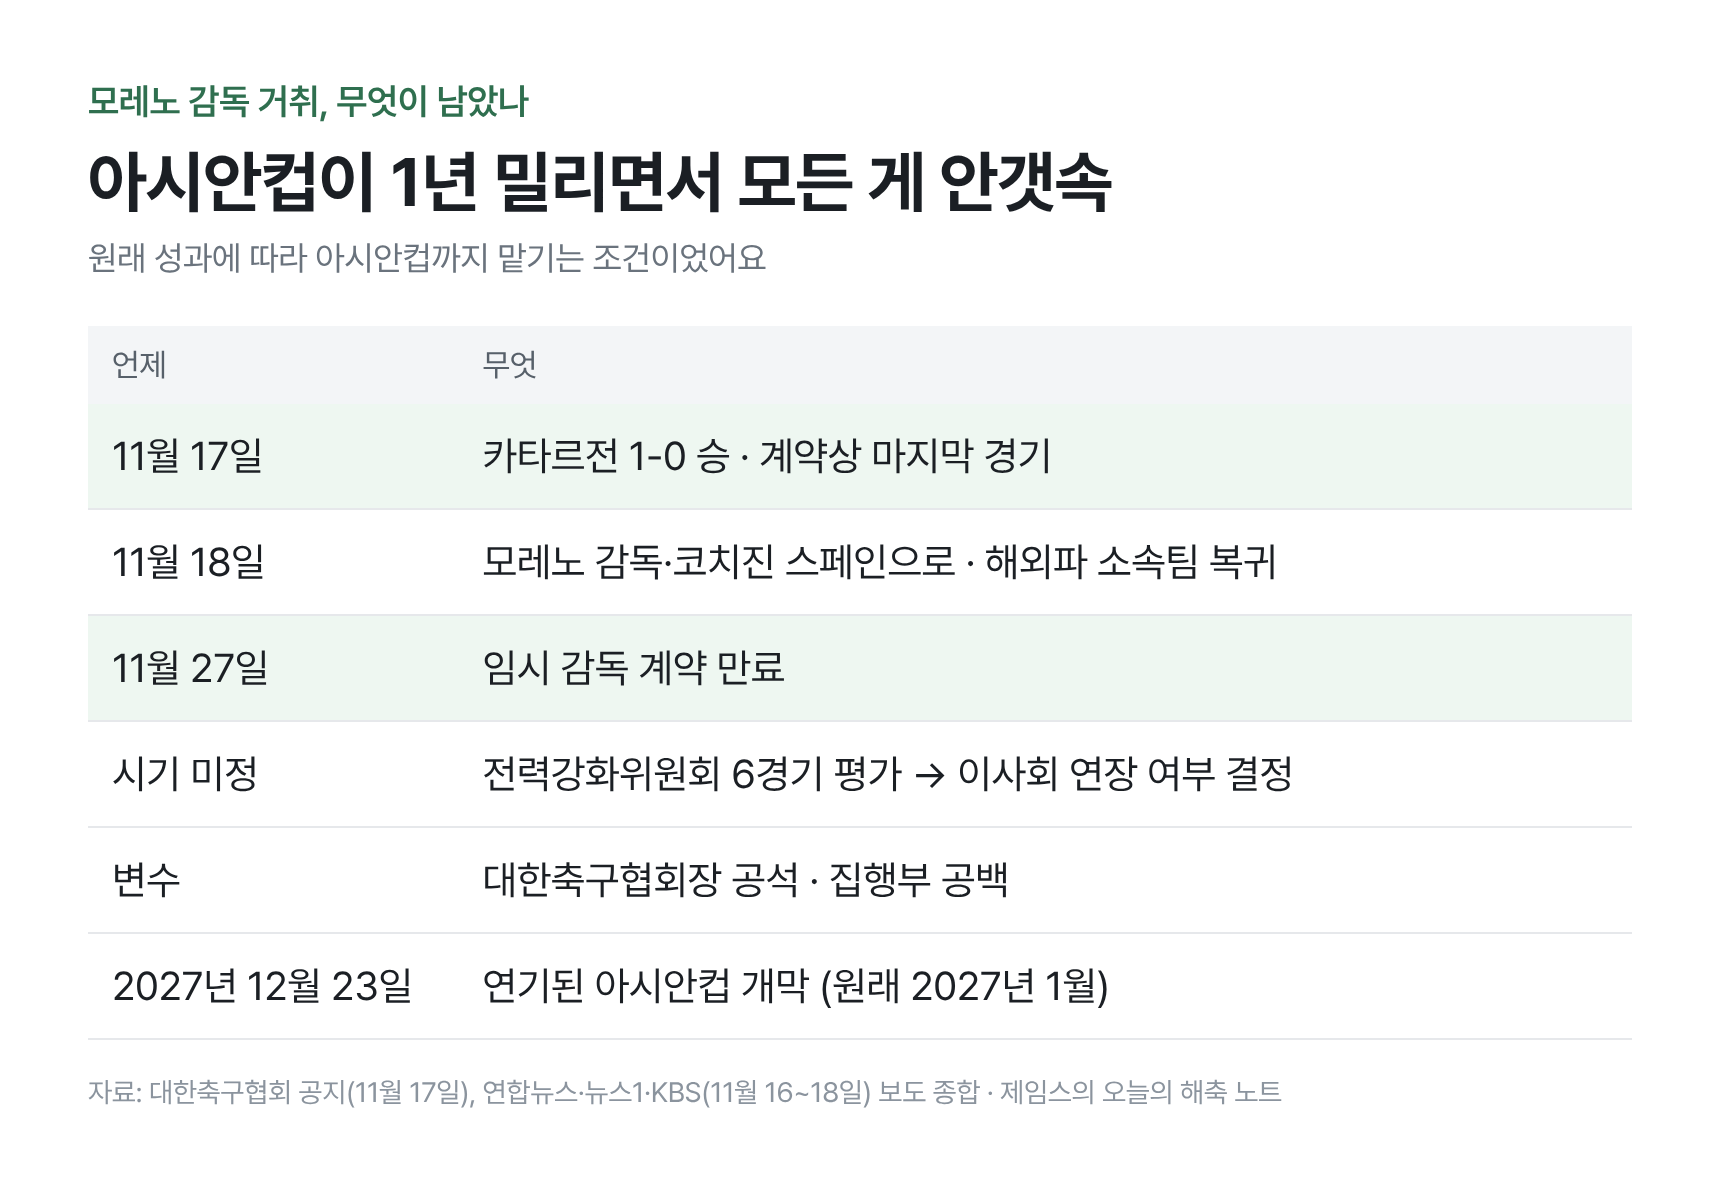 모레노 감독 거취, 무엇이 남았나
아시안컵이 1년 밀리면서 모든 게 안갯속
원래 성과에 따라 아시안컵까지 맡기는 조건이었어요
언제 무엇
11월 17일 카타르전 1-0 승 · 계약상 마지막 경기
11월 18일 모레노 감독·코치진 스페인으로 · 해외파 소속팀 복귀
11월 27일 임시 감독 계약 만료
시기 미정 전력강화위원회 6경기 평가 → 이사회 연장 여부 결정
변수 대한축구협회장 공석 · 집행부 공백
2027년 12월 23일 연기된 아시안컵 개막 (원래 2027년 1월)
자료: 대한축구협회 공지(11월 17일), 연합뉴스·뉴스1·KBS(11월 16~18일) 보도 종합 · 제임스의 오늘의 해축 노트